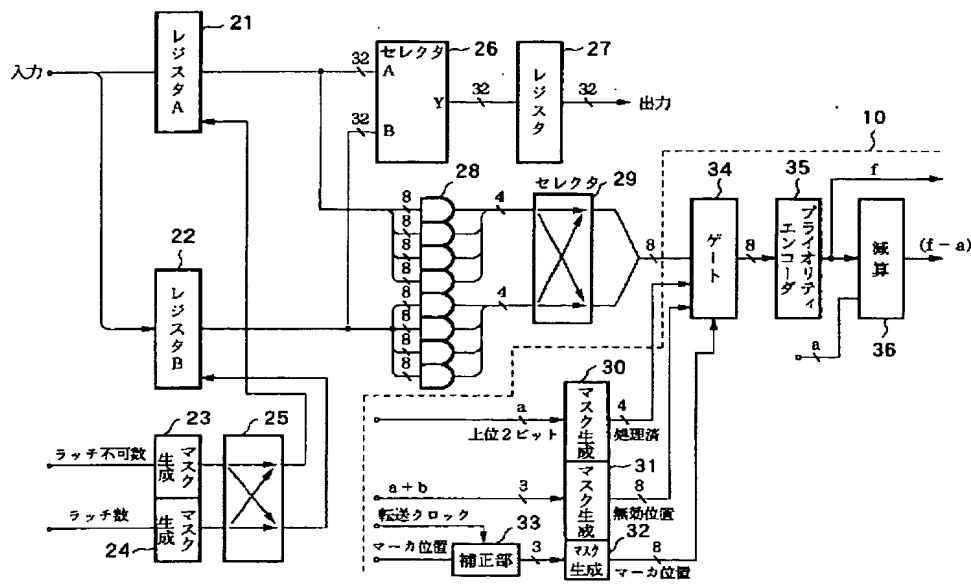 21
レジスタA
入力
32
セレクタ
A
B
Y
32
26
32
27
レジスタ
32
出力
10
28
8
8
8
8
8
8
8
8
4
4
セレクタ
29
8
34
ゲート
8
35
プライオリティ
エンコーダ
f
減算
(f-a)
a
36
22
レジスタB
23
マスク
生成
ラッチ不可数
ラッチ数
マスク
生成
24
25
30
マスク生成
a
上位2ビット
4
処理済
31
マスク生成
a+b
3
8
無効位置
転送クロック
33
マーカ位置
補正部
3
32
マスク
生成
8
マーカ位置